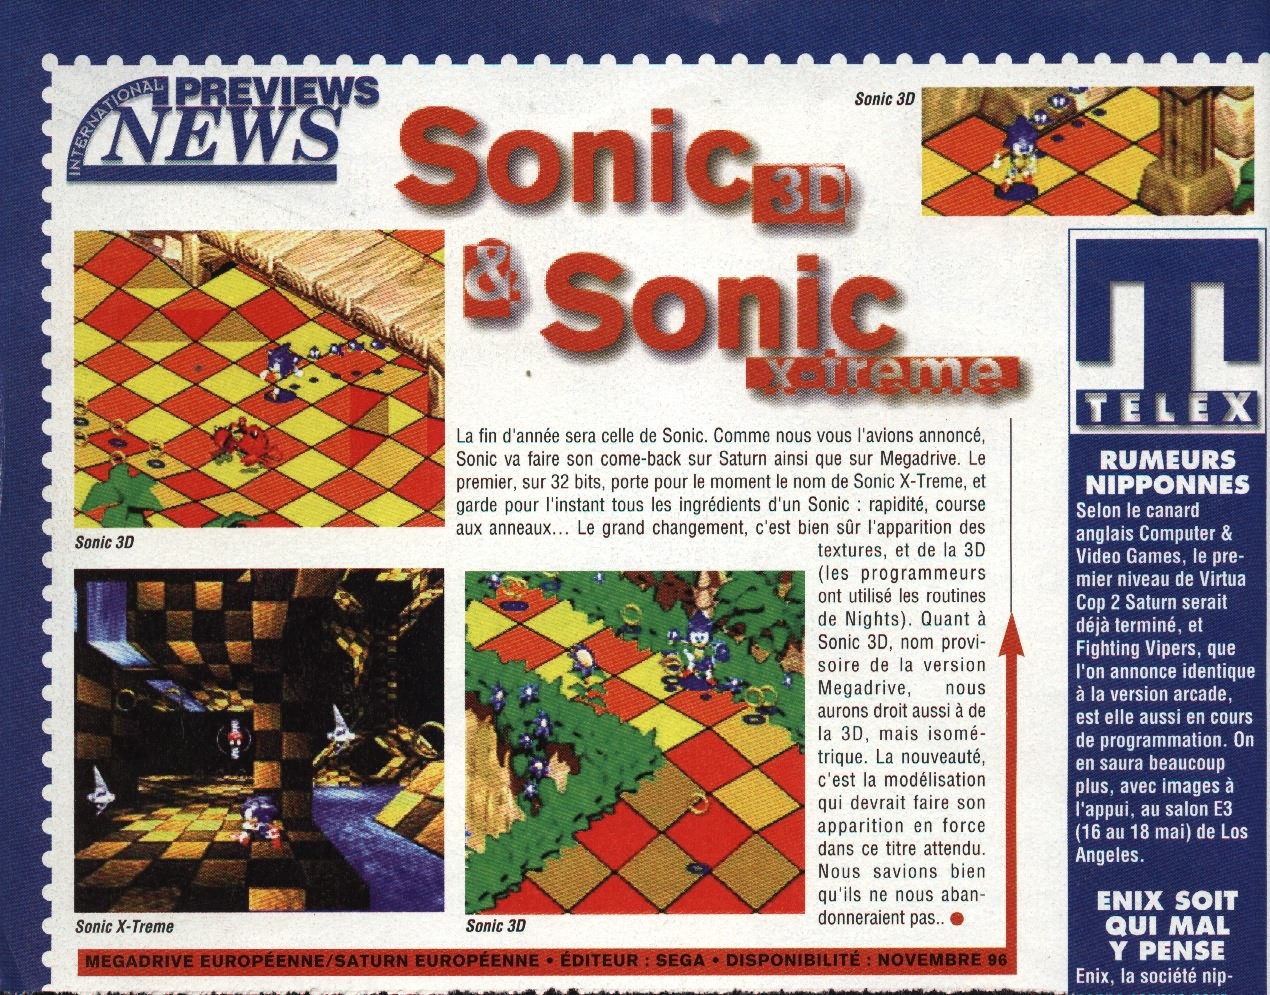 INTERNATIONAL
PREVIEWS
NEWS
Sonic 3D
& Sonic
x-treme
Sonic 3D
Sonic 3D
La fin d'année sera celle de Sonic. Comme nous vous l'avions annoncé,
Sonic va faire son come-back sur Saturn ainsi que sur Megadrive. Le
premier, sur 32 bits, porte pour le moment le nom de Sonic X-Treme, et
garde pour l'instant tous les ingrédients d'un Sonic : rapidité, course
aux anneaux... Le grand changement, c'est bien sûr l'apparition des
textures, et de la 3D
(les programmeurs
ont utilisé les routines
de Nights). Quant à
Sonic 3D, nom provi-
soire de la version
Megadrive, nous
aurons droit aussi à de
la 3D, mais isomé-
trique. La nouveauté,
c'est la modélisation
qui devrait faire son
apparition en force
dans ce titre attendu.
Nous savions bien
qu'ils ne nous aban-
donneraient pas..
Sonic X-Treme
Sonic 3D
MEGADRIVE EUROPÉENNE/SATURN EUROPÉENNE • ÉDITEUR : SEGA • DISPONIBILITÉ : NOVEMBRE 96
TELEX
RUMEURS
NIPPONNES
Selon le canard
anglais Computer &
Video Games, le pre-
mier niveau de Virtua
Cop 2 Saturn serait
déjà terminé, et
Fighting Vipers, que
l'on annonce identique
à la version arcade,
est elle aussi en cours
de programmation. On
en saura beaucoup
plus, avec images à
l'appui, au salon E3
(16 au 18 mai) de Los
Angeles.
ENIX SOIT
QUI MAL
Y PENSE
Enix, la société nip-